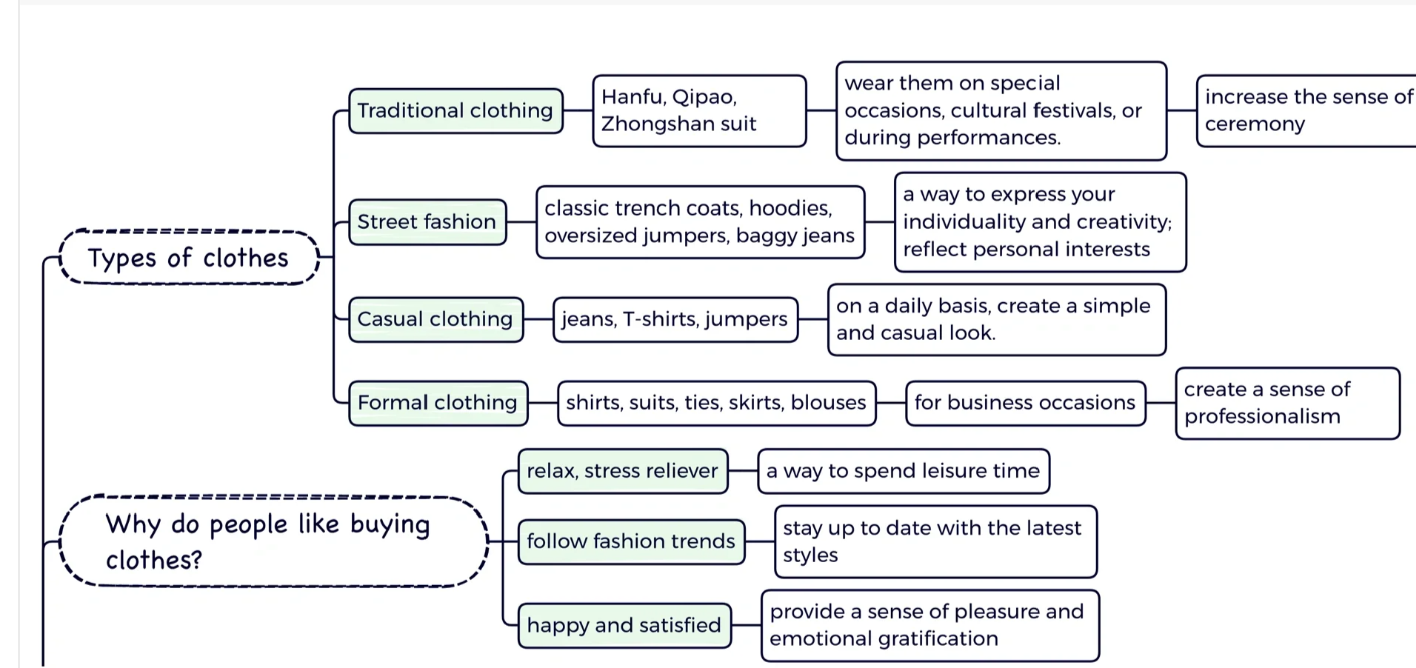 Types of clothes
Traditional clothing
Hanfu, Qipao,
Zhongshan suit
wear them on special
occasions, cultural festivals, or
during performances.
increase the sense of
ceremony
Street fashion
classic trench coats, hoodies,
oversized jumpers, baggy jeans
a way to express your
individuality and creativity;
reflect personal interests
Casual clothing
jeans, T-shirts, jumpers
on a daily basis, create a simple
and casual look.
Formal clothing
shirts, suits, ties, skirts, blouses
for business occasions
create a sense of
professionalism
Why do people like buying
clothes?
relax, stress reliever
a way to spend leisure time
follow fashion trends
stay up to date with the latest
styles
happy and satisfied
provide a sense of pleasure and
emotional gratification